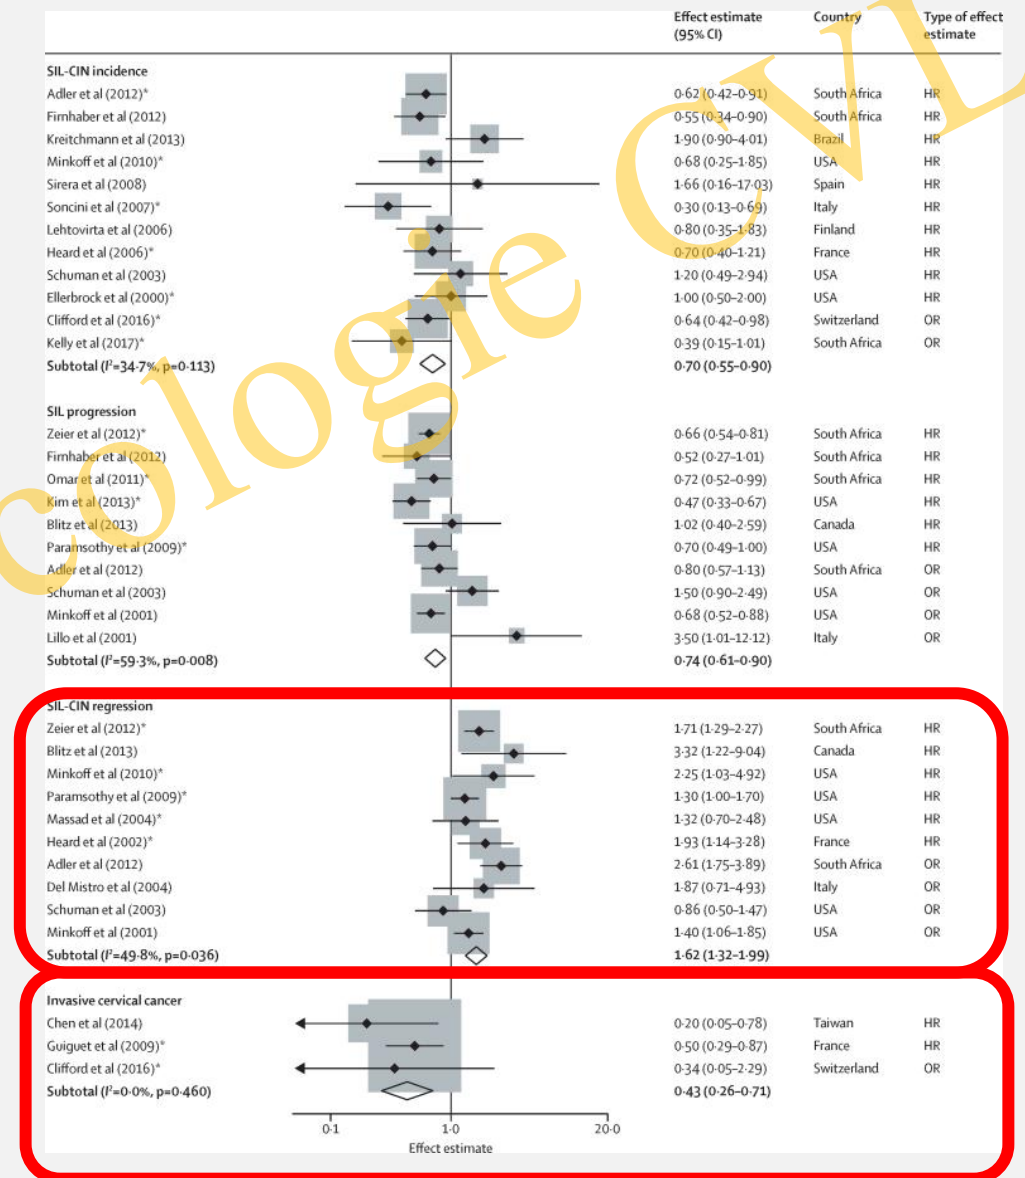 Effect estimate Country Type of effect
(95% CI) estimate
SIL-CIN incidence
Adler et al (2012)* 0·62 (0·42–0·91) South Africa HR
Firnhaber et al (2012) 0·55 (0·34–0·90) South Africa HR
Kreitchmann et al (2013) 1·90 (0·90–4·01) Brazil HR
Minkoff et al (2010)* 0·68 (0·25–1·85) USA HR
Sirera et al (2008) 1·66 (0·16–17·03) Spain HR
Soncini et al (2007)* 0·30 (0·13–0·69) Italy HR
Lehtovirta et al (2006) 0·80 (0·35–1·83) Finland HR
Heard et al (2006)* 0·70 (0·40–1·21) France HR
Schuman et al (2003) 1·20 (0·49–2·94) USA HR
Ellerbrock et al (2000)* 1·00 (0·50–2·00) USA HR
Clifford et al (2016)* 0·64 (0·42–0·98) Switzerland OR
Kelly et al (2017)* 0·39 (0·15–1·01) South Africa OR
Subtotal (I²=34·7%, p=0·113) 0·70 (0·55–0·90)
SIL progression
Zeier et al (2012)* 0·66 (0·54–0·81) South Africa HR
Firnhaber et al (2012) 0·52 (0·27–1·01) South Africa HR
Omar et al (2011)* 0·72 (0·52–0·99) South Africa HR
Kim et al (2013)* 0·47 (0·33–0·67) USA HR
Blitz et al (2013) 1·02 (0·40–2·59) Canada HR
Paramsothy et al (2009)* 0·70 (0·49–1·00) USA HR
Adler et al (2012) 0·80 (0·57–1·13) South Africa OR
Schuman et al (2003) 1·50 (0·90–2·49) USA OR
Minkoff et al (2001) 0·68 (0·52–0·88) USA OR
Lillo et al (2001) 3·50 (1·01–12·12) Italy OR
Subtotal (I²=59·3%, p=0·008) 0·74 (0·61–0·90)
SIL-CIN regression
Zeier et al (2012)* 1·71 (1·29–2·27) South Africa HR
Blitz et al (2013) 3·32 (1·22–9·04) Canada HR
Minkoff et al (2010)* 2·25 (1·03–4·92) USA HR
Paramsothy et al (2009)* 1·30 (1·00–1·70) USA HR
Massad et al (2004)* 1·32 (0·70–2·48) USA HR
Heard et al (2002)* 1·93 (1·14–3·28) France HR
Adler et al (2012) 2·61 (1·75–3·89) South Africa OR
Del Mistro et al (2004) 1·87 (0·71–4·93) Italy OR
Schuman et al (2003) 0·86 (0·50–1·47) USA OR
Minkoff et al (2001) 1·40 (1·06–1·85) USA OR
Subtotal (I²=49·8%, p=0·036) 1·62 (1·32–1·99)
Invasive cervical cancer
Chen et al (2014) 0·20 (0·05–0·78) Taiwan HR
Guiguet et al (2009)* 0·50 (0·29–0·87) France HR
Clifford et al (2016)* 0·34 (0·05–2·29) Switzerland OR
Subtotal (I²=0·0%, p=0·460) 0·43 (0·26–0·71)
0·1 1·0 20·0
Effect estimate
cologie CVL